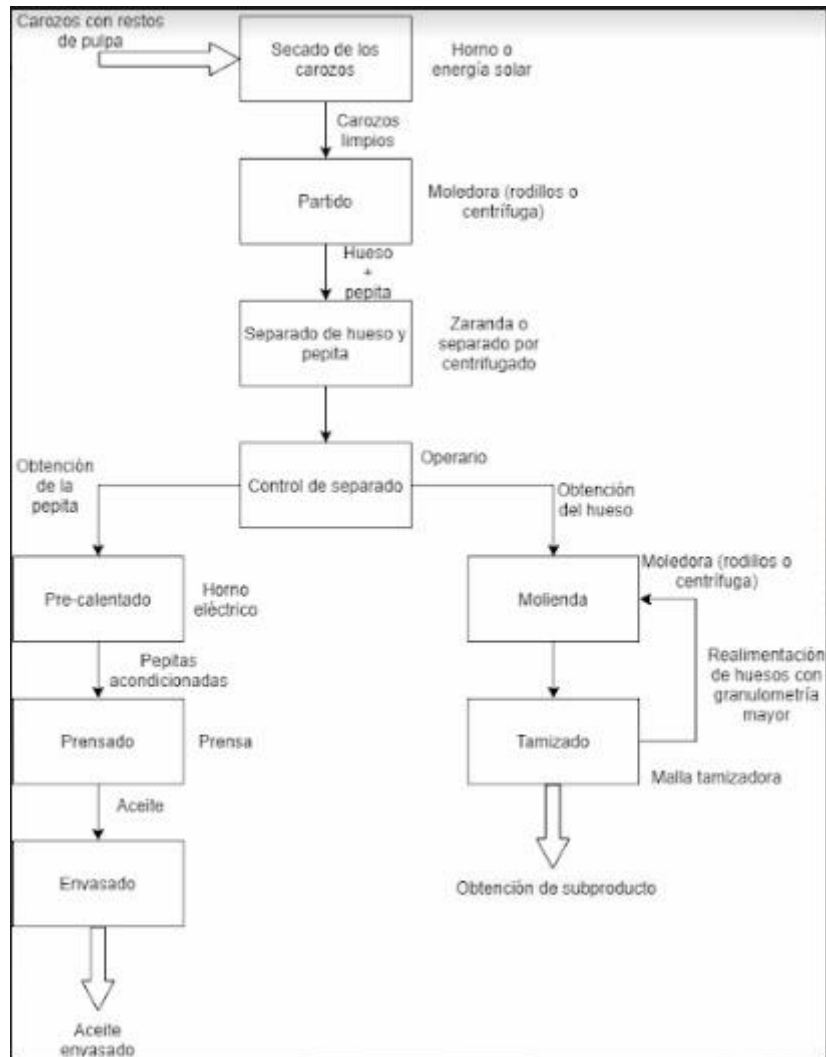 Carozos con restos
de pulpa
Secado de los
carozos
Horno o
energía solar
Carozos
limpios
Partido
Moledora (rodillos o
centrífuga)
Hueso
+
pepita
Separado de hueso y
pepita
Zaranda o
separado por
centrifugado
Control de separado
Operario
Obtención
de la
pepita
Obtención
del hueso
Pre-calentado
Horno
elèctrico
Moledora (rodillos o
centrífuga)
Molienda
Pepitas
acondicionadas
Realimentación
de huesos con
granulometría
mayor
Prensado
Prensa
Tamizado
Malla tamizadora
Aceite
Envasado
Obtención de subproducto
Aceite
envasado